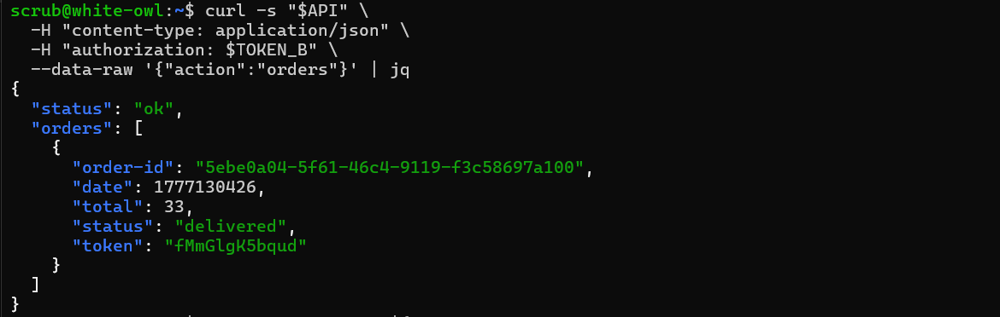 scrub@white-owl:~$ curl -s "$API" \
  -H "content-type: application/json" \
  -H "authorization: $TOKEN_B" \
  --data-raw '{"action":"orders"}' | jq
{
  "status": "ok",
  "orders": [
    {
      "order-id": "5ebe0a04-5f61-46c4-9119-f3c58697a100",
      "date": 1777130426,
      "total": 33,
      "status": "delivered",
      "token": "fMmGlgK5bqud"
    }
  ]
}